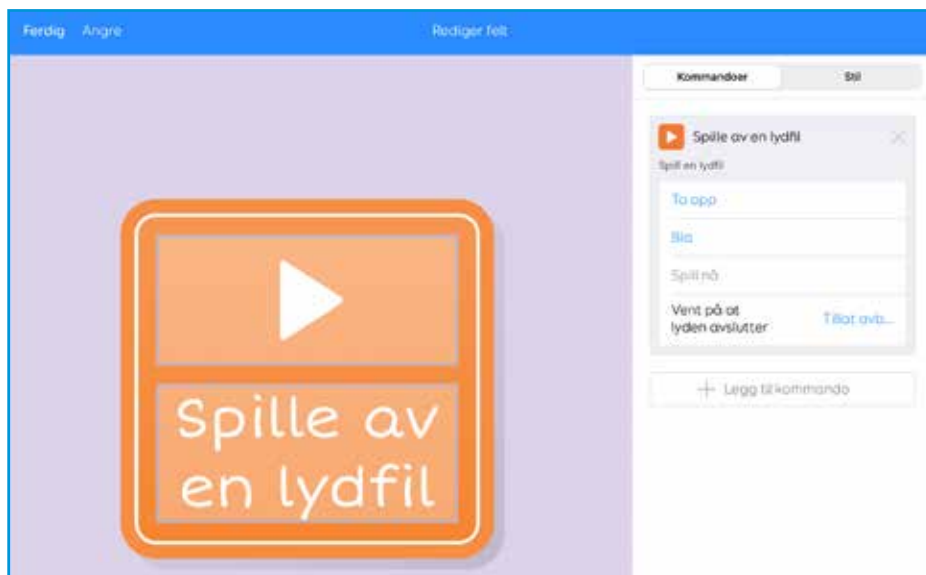 Ferdig Angre Rediger felt
Kommandoer Stil
Spille av en lydfil
Spill en lydfil
Ta opp
Bla
Spill nå
Vent på at
lyden avslutter
Tillat avb...
Legg til kommando
Spille av
en lydfil